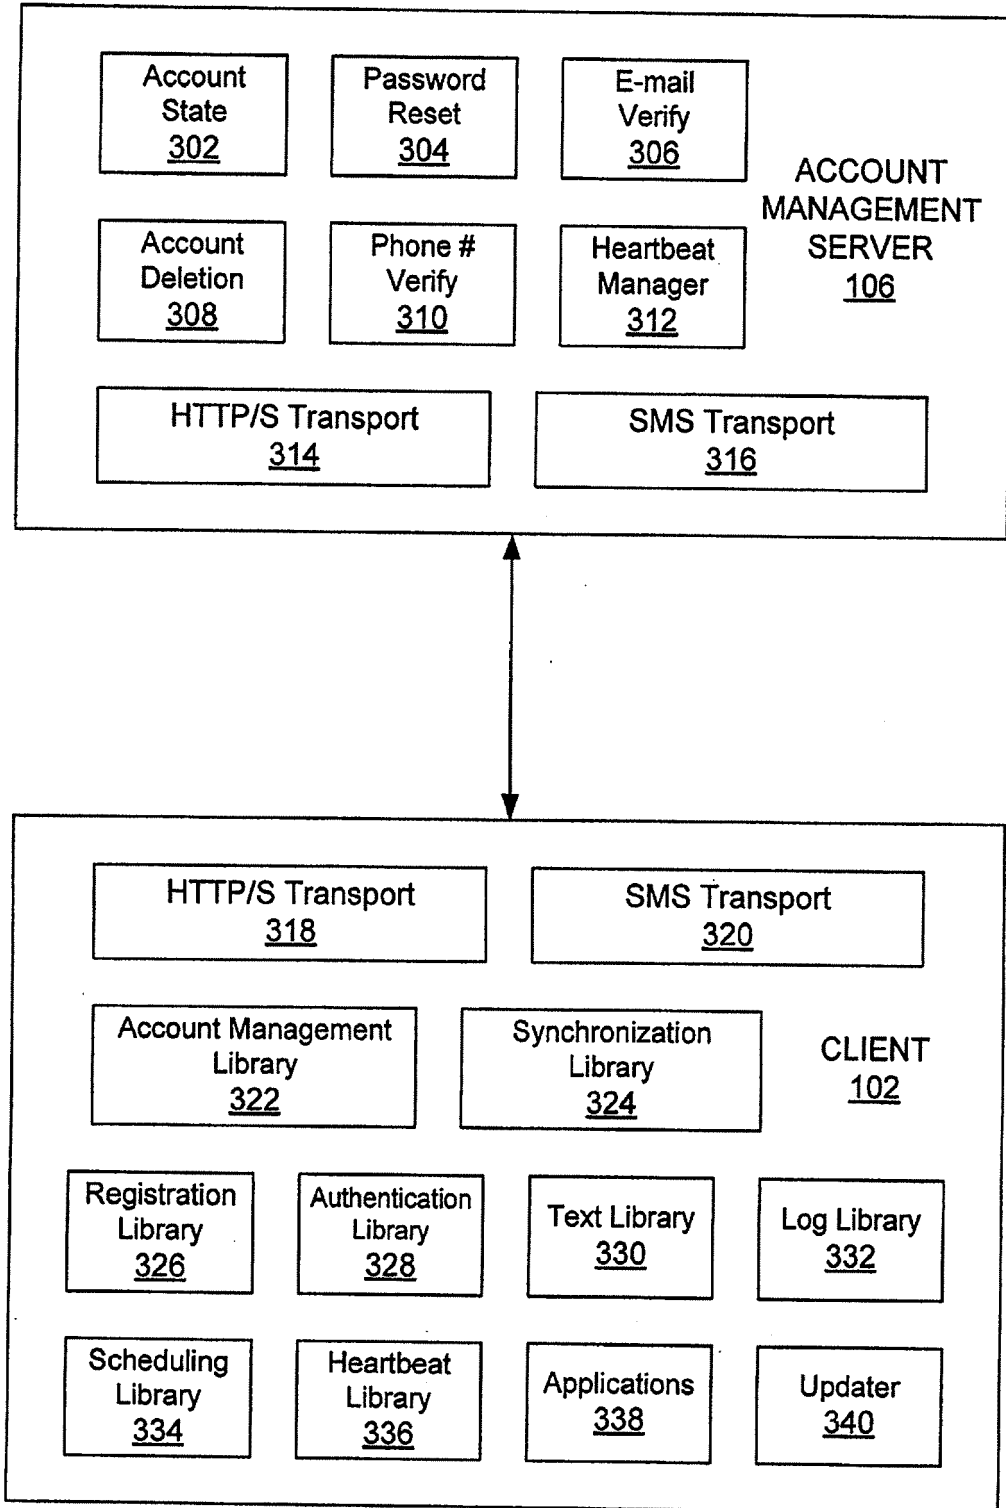 Account
State
302
Password
Reset
304
E-mail
Verify
306
ACCOUNT
MANAGEMENT
SERVER
106
Account
Deletion
308
Phone #
Verify
310
Heartbeat
Manager
312
HTTP/S Transport
314
SMS Transport
316
HTTP/S Transport
318
SMS Transport
320
Account Management
Library
322
Synchronization
Library
324
CLIENT
102
Registration
Library
326
Authentication
Library
328
Text Library
330
Log Library
332
Scheduling
Library
334
Heartbeat
Library
336
Applications
338
Updater
340